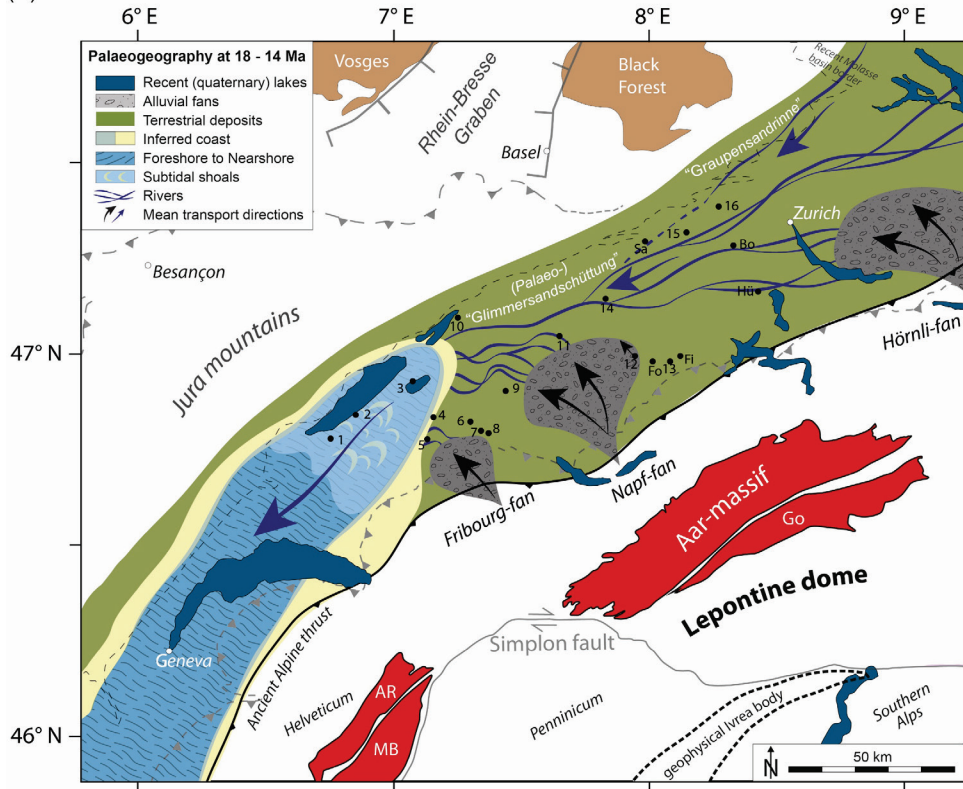 6° E
7° E
8° E
9° E
Palaeogeography at 18 - 14 Ma
Recent (quaternary) lakes
Alluvial fans
Terrestrial deposits
Inferred coast
Foreshore to Nearshore
Subtidal shoals
Rivers
Mean transport directions
Vosges
Rhein-Bresse
Graben
Black
Forest
Recent Molasse
basin border
Basel
"Graupensandrinne"
Zurich
Besançon
16
15
Sa
Bo
(Palaeo-)
"Glimmersandschüttung"
Hü
14
Jura mountains
10
11
47° N
Hörnli-fan
12
Fo
13
Fi
3
9
2
4
6
1
5
7
8
Napf-fan
Fribourg-fan
Aar-massif
Go
Lepontine dome
Simplon fault
Geneva
Ancient Alpine thrust
Helveticum
AR
MB
Penninicum
geophysical Ivrea body
Southern
Alps
46° N
N
50 km